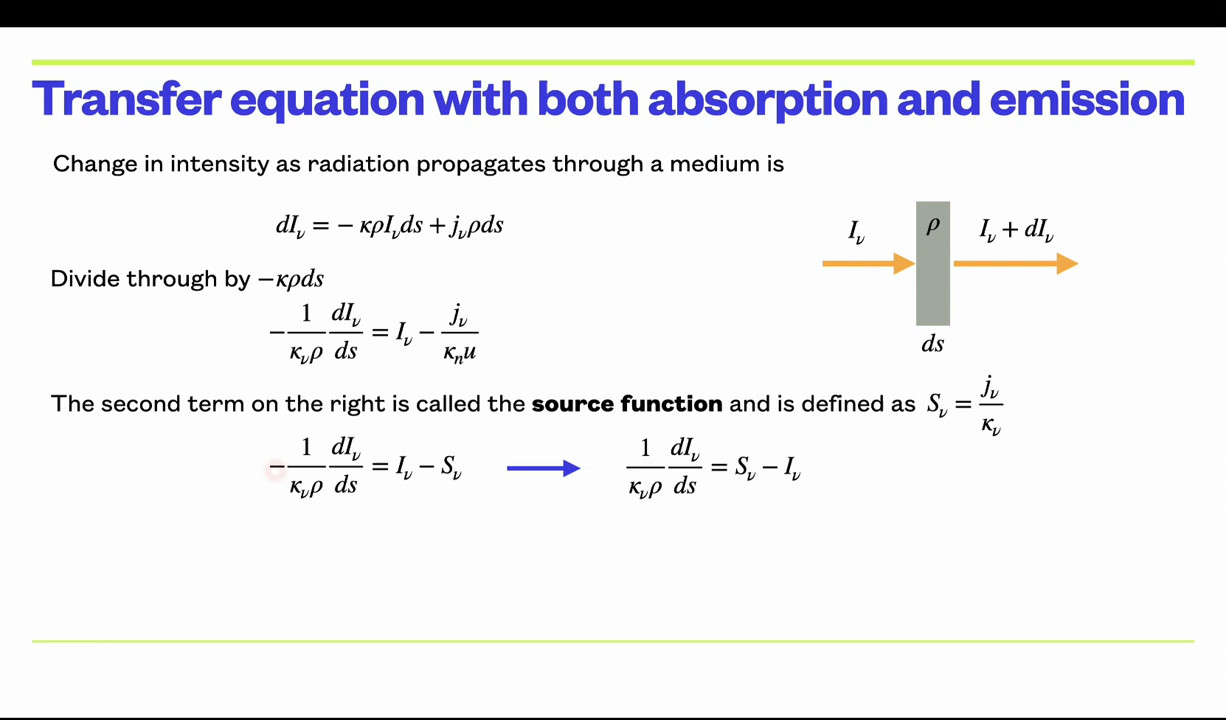 Transfer equation with both absorption and emission
Change in intensity as radiation propagates through a medium is
dIν = − κρIνds + jνρds
Iν
ρ
Iν + dIν
ds
Divide through by −κρds
− 1/(κνρ) dIν/ds = Iν − jν/(κnu)
The second term on the right is called the source function and is defined as Sν = jν/κν
− 1/(κνρ) dIν/ds = Iν − Sν
1/(κνρ) dIν/ds = Sν − Iν